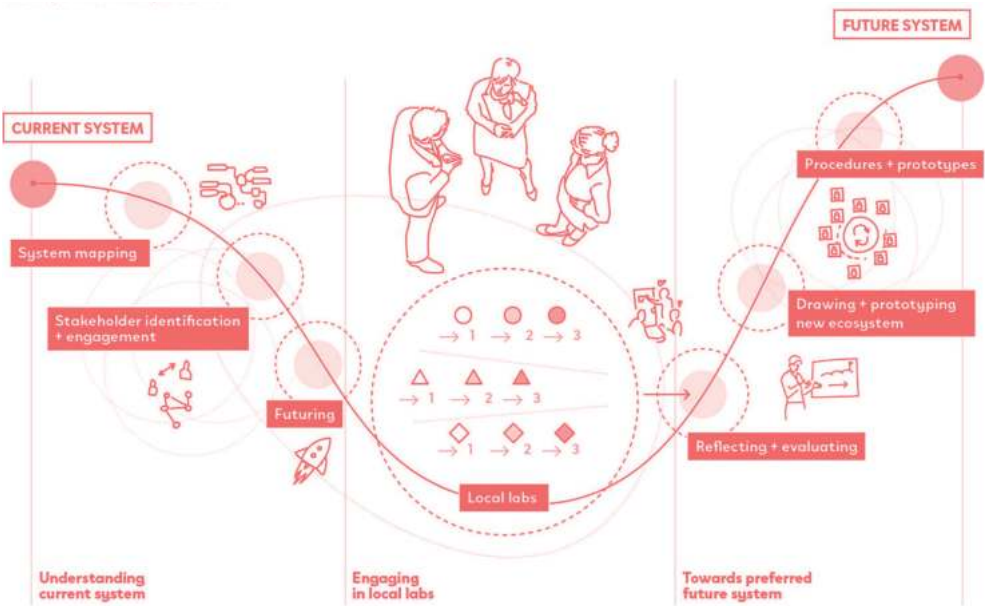 FUTURE SYSTEM
CURRENT SYSTEM
System mapping
Stakeholder identification
+ engagement
Futuring
→ 1 → 2 → 3
→ 1 → 2 → 3
→ 1 → 2 → 3
Local labs
Procedures + prototypes
Drawing + prototyping
new ecosystem
Reflecting + evaluating
Understanding
current system
Engaging
in local labs
Towards preferred
future system